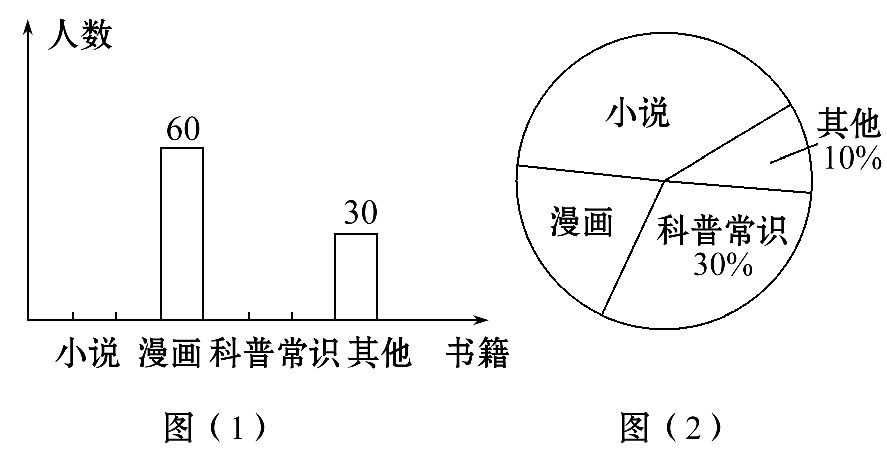 人数
60
30
小说 漫画 科普常识 其他 书籍
图(1)
小说
其他
10%
漫画
科普常识
30%
图(2)